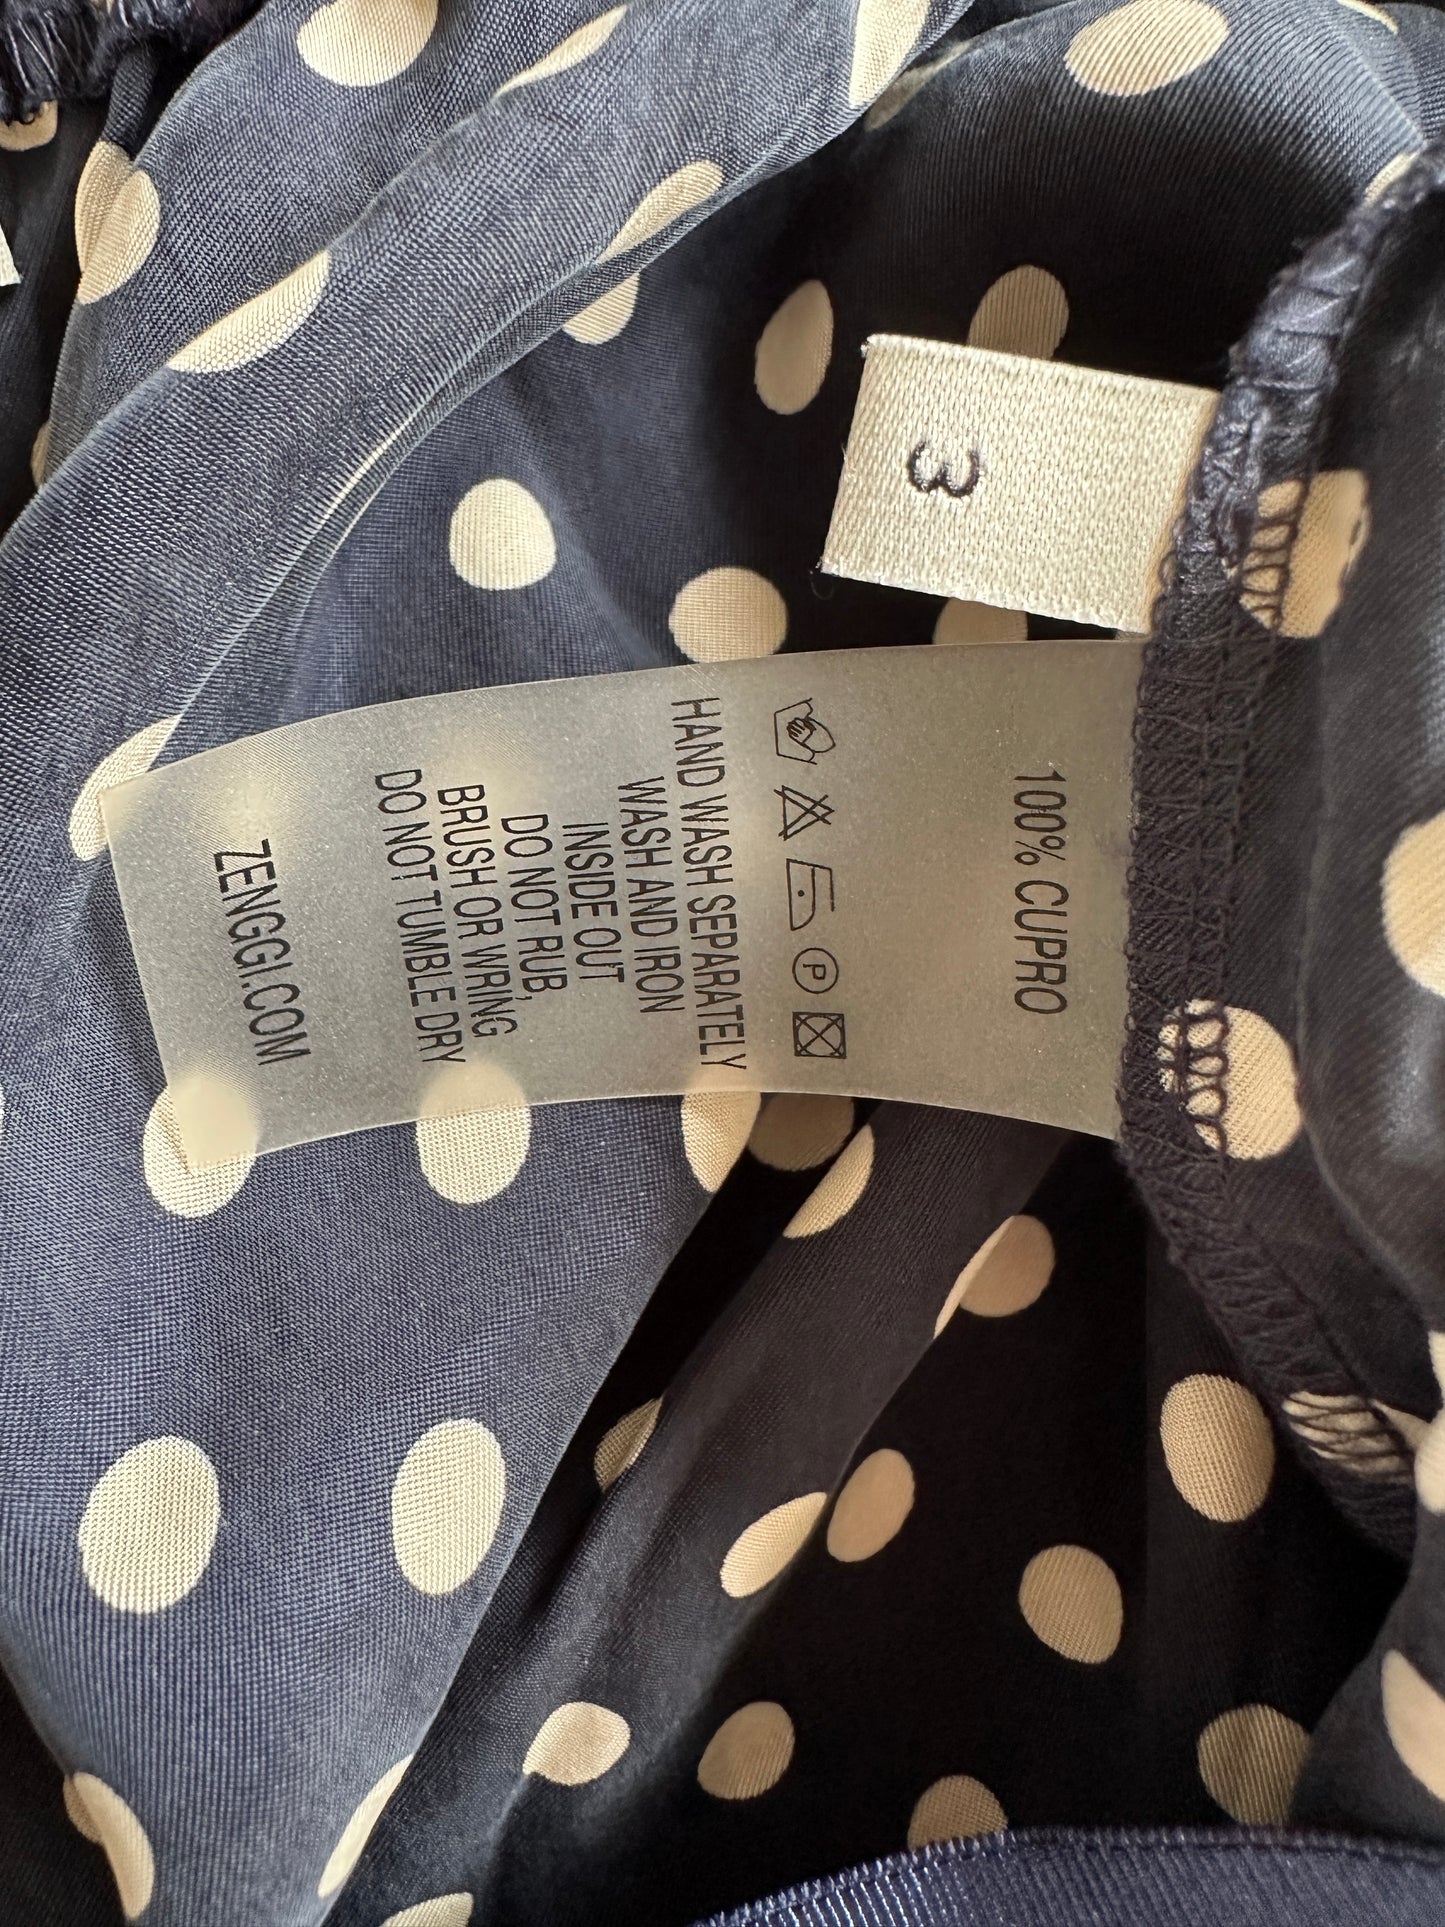 3
100% CUPRO
P
HAND WASH SEPARATELY
WASH AND IRON
INSIDE OUT
DO NOT RUB,
BRUSH OR WRING
DO NOT TUMBLE DRY
ZENGGI.COM